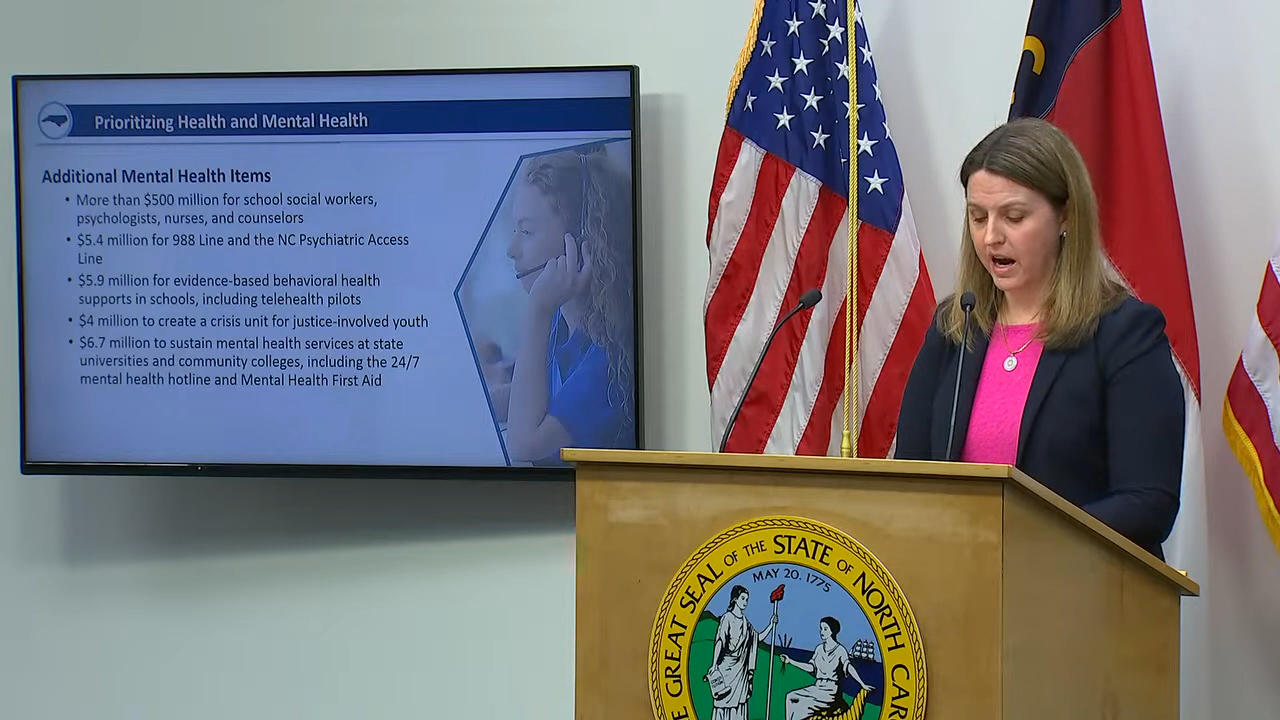 Prioritizing Health and Mental Health
Additional Mental Health Items
• More than $500 million for school social workers,
psychologists, nurses, and counselors
• $5.4 million for 988 Line and the NC Psychiatric Access
Line
• $5.9 million for evidence-based behavioral health
supports in schools, including telehealth pilots
• $4 million to create a crisis unit for justice-involved youth
• $6.7 million to sustain mental health services at state
universities and community colleges, including the 24/7
mental health hotline and Mental Health First Aid
E GREAT SEAL OF THE STATE OF NORTH CAR
MAY 20, 1775